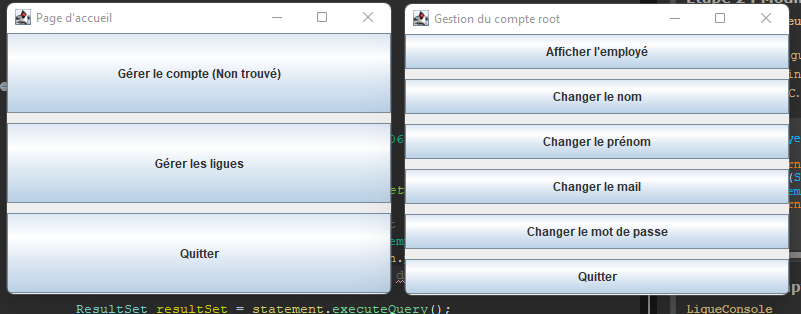 Page d'accueil
Gérer le compte (Non trouvé)
Gérer les ligues
Quitter
Gestion du compte root
Afficher l'employé
Changer le nom
Changer le prénom
Changer le mail
Changer le mot de passe
Quitter
ResultSet resultSet = statement.executeQuery();
LigueConsole